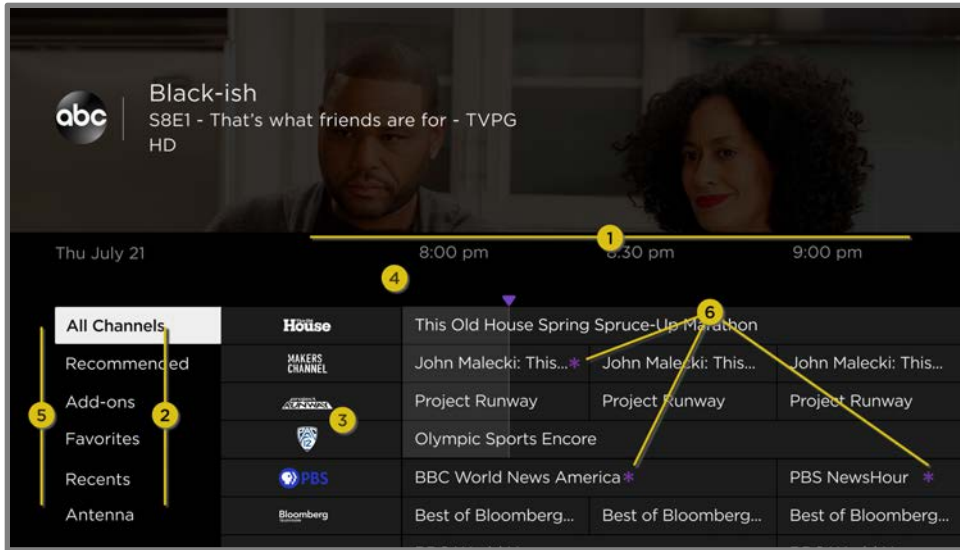 abc
Black-ish
S8E1 - That's what friends are for - TVPG
HD
1
Thu July 21 8:00 pm 8:30 pm 9:00 pm
4
6
All Channels House This Old House Spring Spruce-Up Marathon
Recommended MAKERS CHANNEL John Malecki: This...* John Malecki: This... John Malecki: This...
Add-ons project RUNWAY Project Runway Project Runway Project Runway
5 2 3
Favorites PAC 12 Olympic Sports Encore
Recents PBS BBC World News America* PBS NewsHour *
Antenna Bloomberg Best of Bloomberg... Best of Bloomberg... Best of Bloomberg...